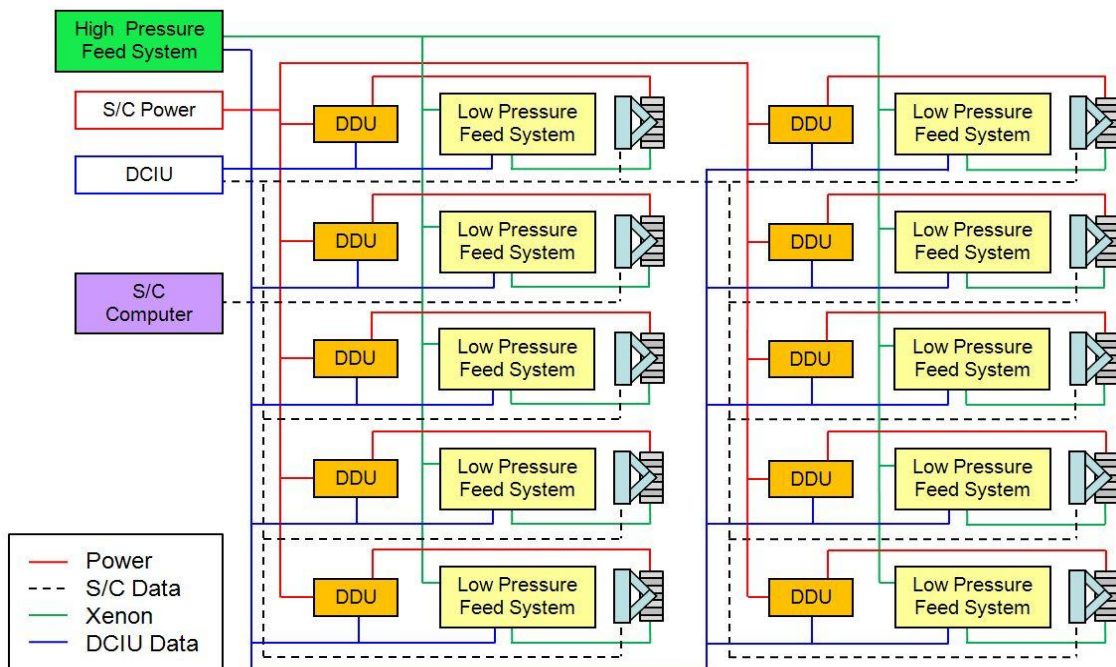 High Pressure
Feed System
S/C Power
DDU
Low Pressure
Feed System
DDU
Low Pressure
Feed System
DCIU
DDU
Low Pressure
Feed System
DDU
Low Pressure
Feed System
S/C
Computer
DDU
Low Pressure
Feed System
DDU
Low Pressure
Feed System
DDU
Low Pressure
Feed System
DDU
Low Pressure
Feed System
DDU
Low Pressure
Feed System
DDU
Low Pressure
Feed System
Power
S/C Data
Xenon
DCIU Data